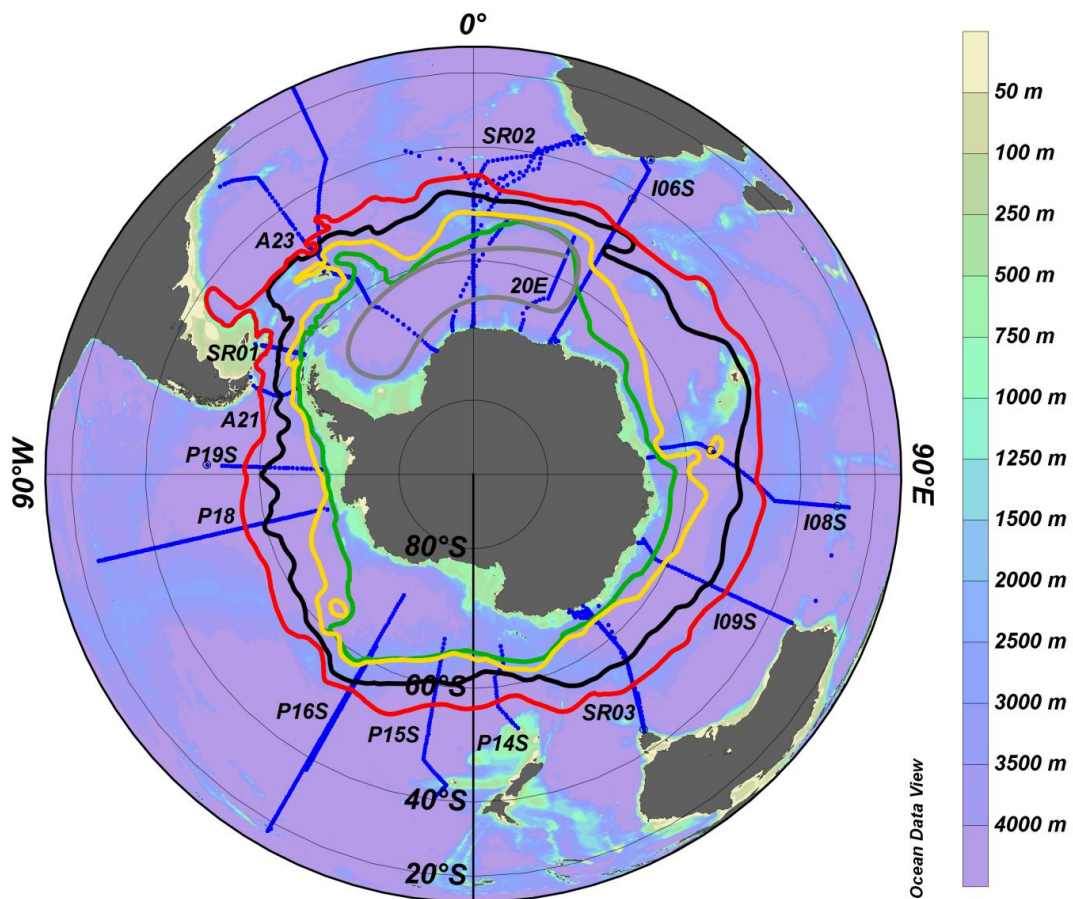 0°
SR02
I06S
A23
20E
SR01
A21
P19S
90°W
90°E
P18
I08S
80°S
I09S
60°S
P16S
P15S
P14S
SR03
40°S
20°S
50 m
100 m
250 m
500 m
750 m
1000 m
1250 m
1500 m
2000 m
2500 m
3000 m
3500 m
4000 m
Ocean Data View